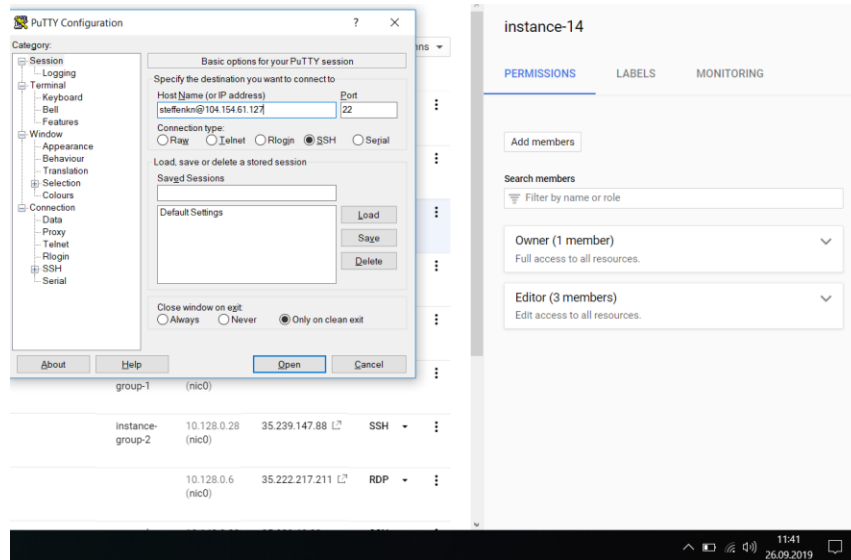 PuTTY Configuration ? ×
Category:
Session
Logging
Terminal
Keyboard
Bell
Features
Window
Appearance
Behaviour
Translation
Selection
Colours
Connection
Data
Proxy
Telnet
Rlogin
SSH
Serial
Basic options for your PuTTY session
Specify the destination you want to connect to
Host Name (or IP address) Port
steffenkn@104.154.61.127 22
Connection type:
Raw Telnet Rlogin SSH Serial
Load, save or delete a stored session
Saved Sessions
Default Settings
Load
Save
Delete
Close window on exit:
Always Never Only on clean exit
About Help Open Cancel
group-1 (nic0)
instance- 10.128.0.28 35.239.147.88 SSH
group-2 (nic0)
10.128.0.6 35.222.217.211 RDP
(nic0)
instance-14
PERMISSIONS LABELS MONITORING
Add members
Search members
Filter by name or role
Owner (1 member)
Full access to all resources.
Editor (3 members)
Edit access to all resources.
11:41
26.09.2019